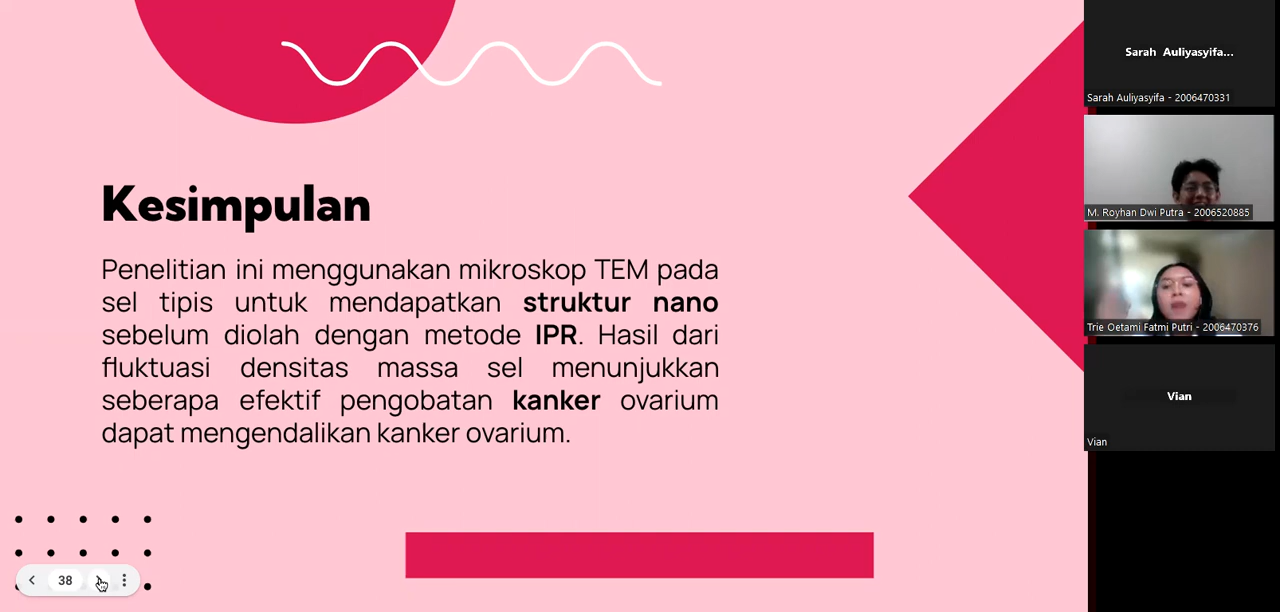 Kesimpulan
Penelitian ini menggunakan mikroskop TEM pada
sel tipis untuk mendapatkan struktur nano
sebelum diolah dengan metode IPR. Hasil dari
fluktuasi densitas massa sel menunjukkan
seberapa efektif pengobatan kanker ovarium
dapat mengendalikan kanker ovarium.
38
Sarah Auliyasyifa...
Sarah Auliyasyifa - 2006470331
M. Royhan Dwi Putra - 2006520885
Trie Oetami Fatmi Putri - 2006470376
Vian
Vian